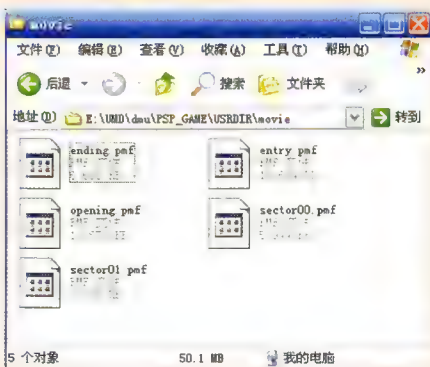 movie
文件(F) 编辑(E) 查看(V) 收藏(A) 工具(T) 帮助(H)
后退 搜索 文件夹 »
地址(D) E:\UMD\dmu\PSP_GAME\USRDIR\movie 转到
ending.pmf entry.pmf
opening.pmf sector00.pmf
sector01.pmf
5 个对象 50.1 MB 我的电脑